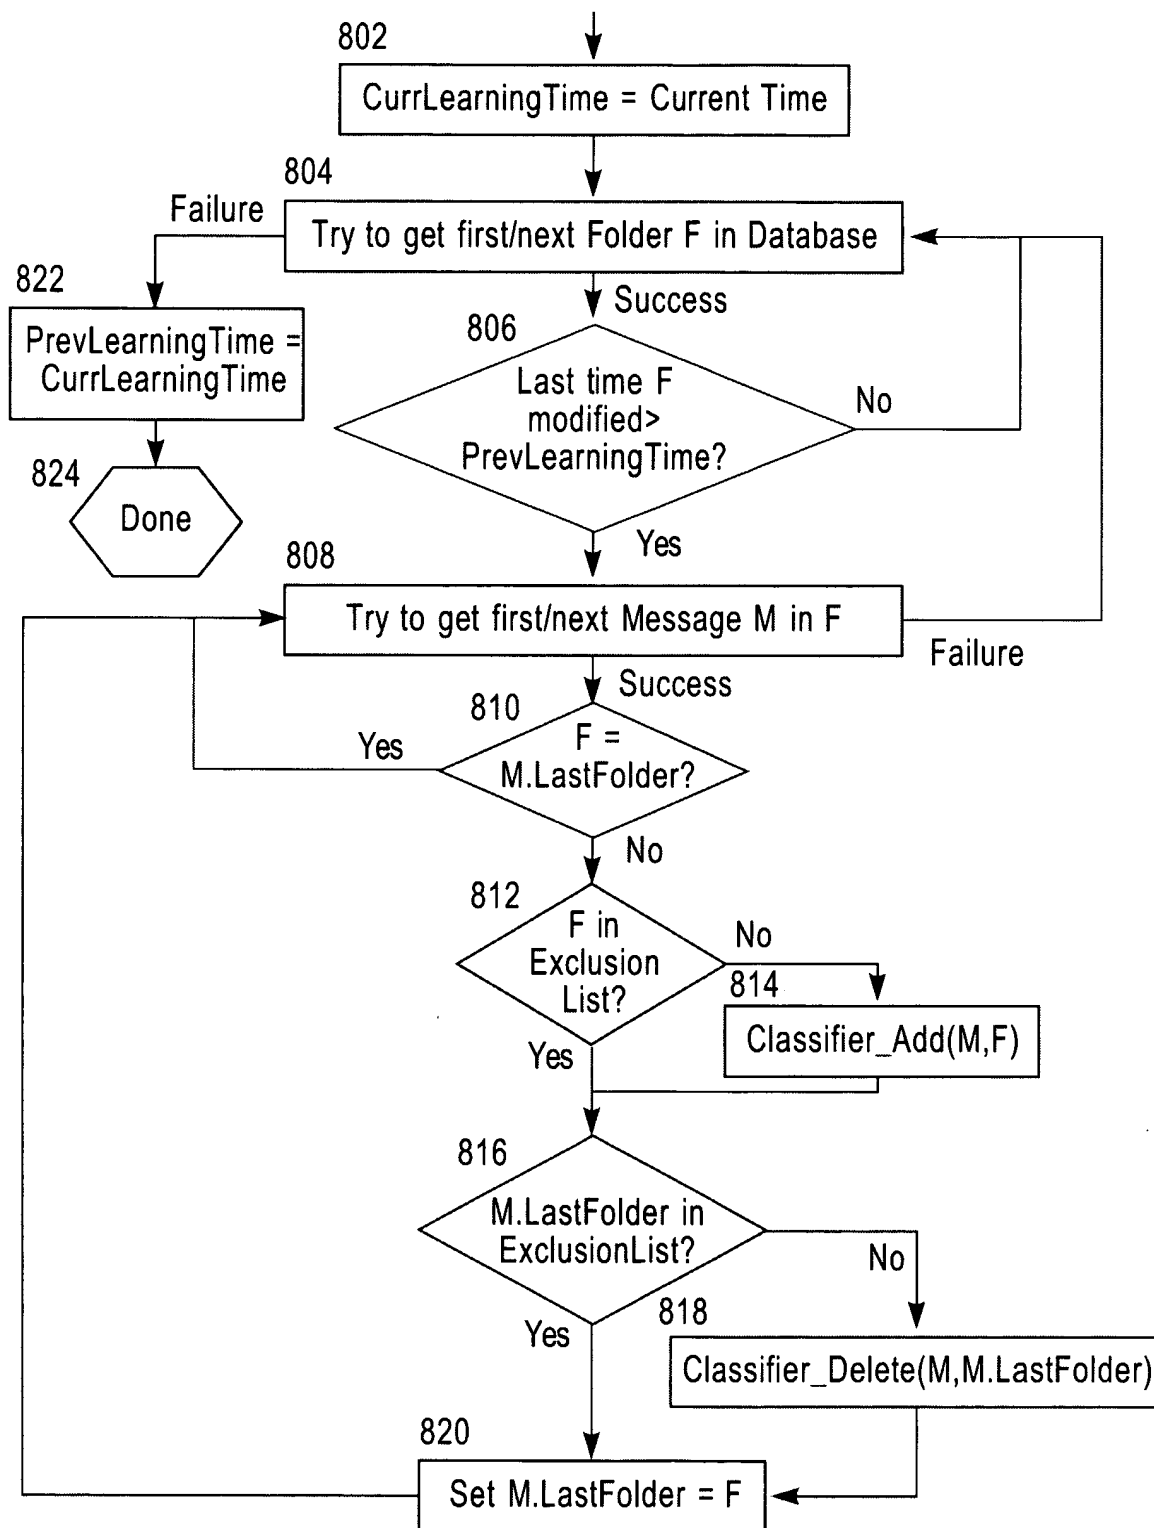 802
CurrLearningTime = Current Time
804
Failure
Try to get first/next Folder F in Database
822
Success
PrevLearningTime =
CurrLearningTime
806
Last time F
modified>
PrevLearningTime?
No
824
Done
Yes
808
Try to get first/next Message M in F
Failure
Success
810
Yes
F =
M.LastFolder?
No
812
F in
Exclusion
List?
No
814
Classifier_Add(M,F)
Yes
816
M.LastFolder in
ExclusionList?
No
818
Yes
Classifier_Delete(M,M.LastFolder)
820
Set M.LastFolder = F